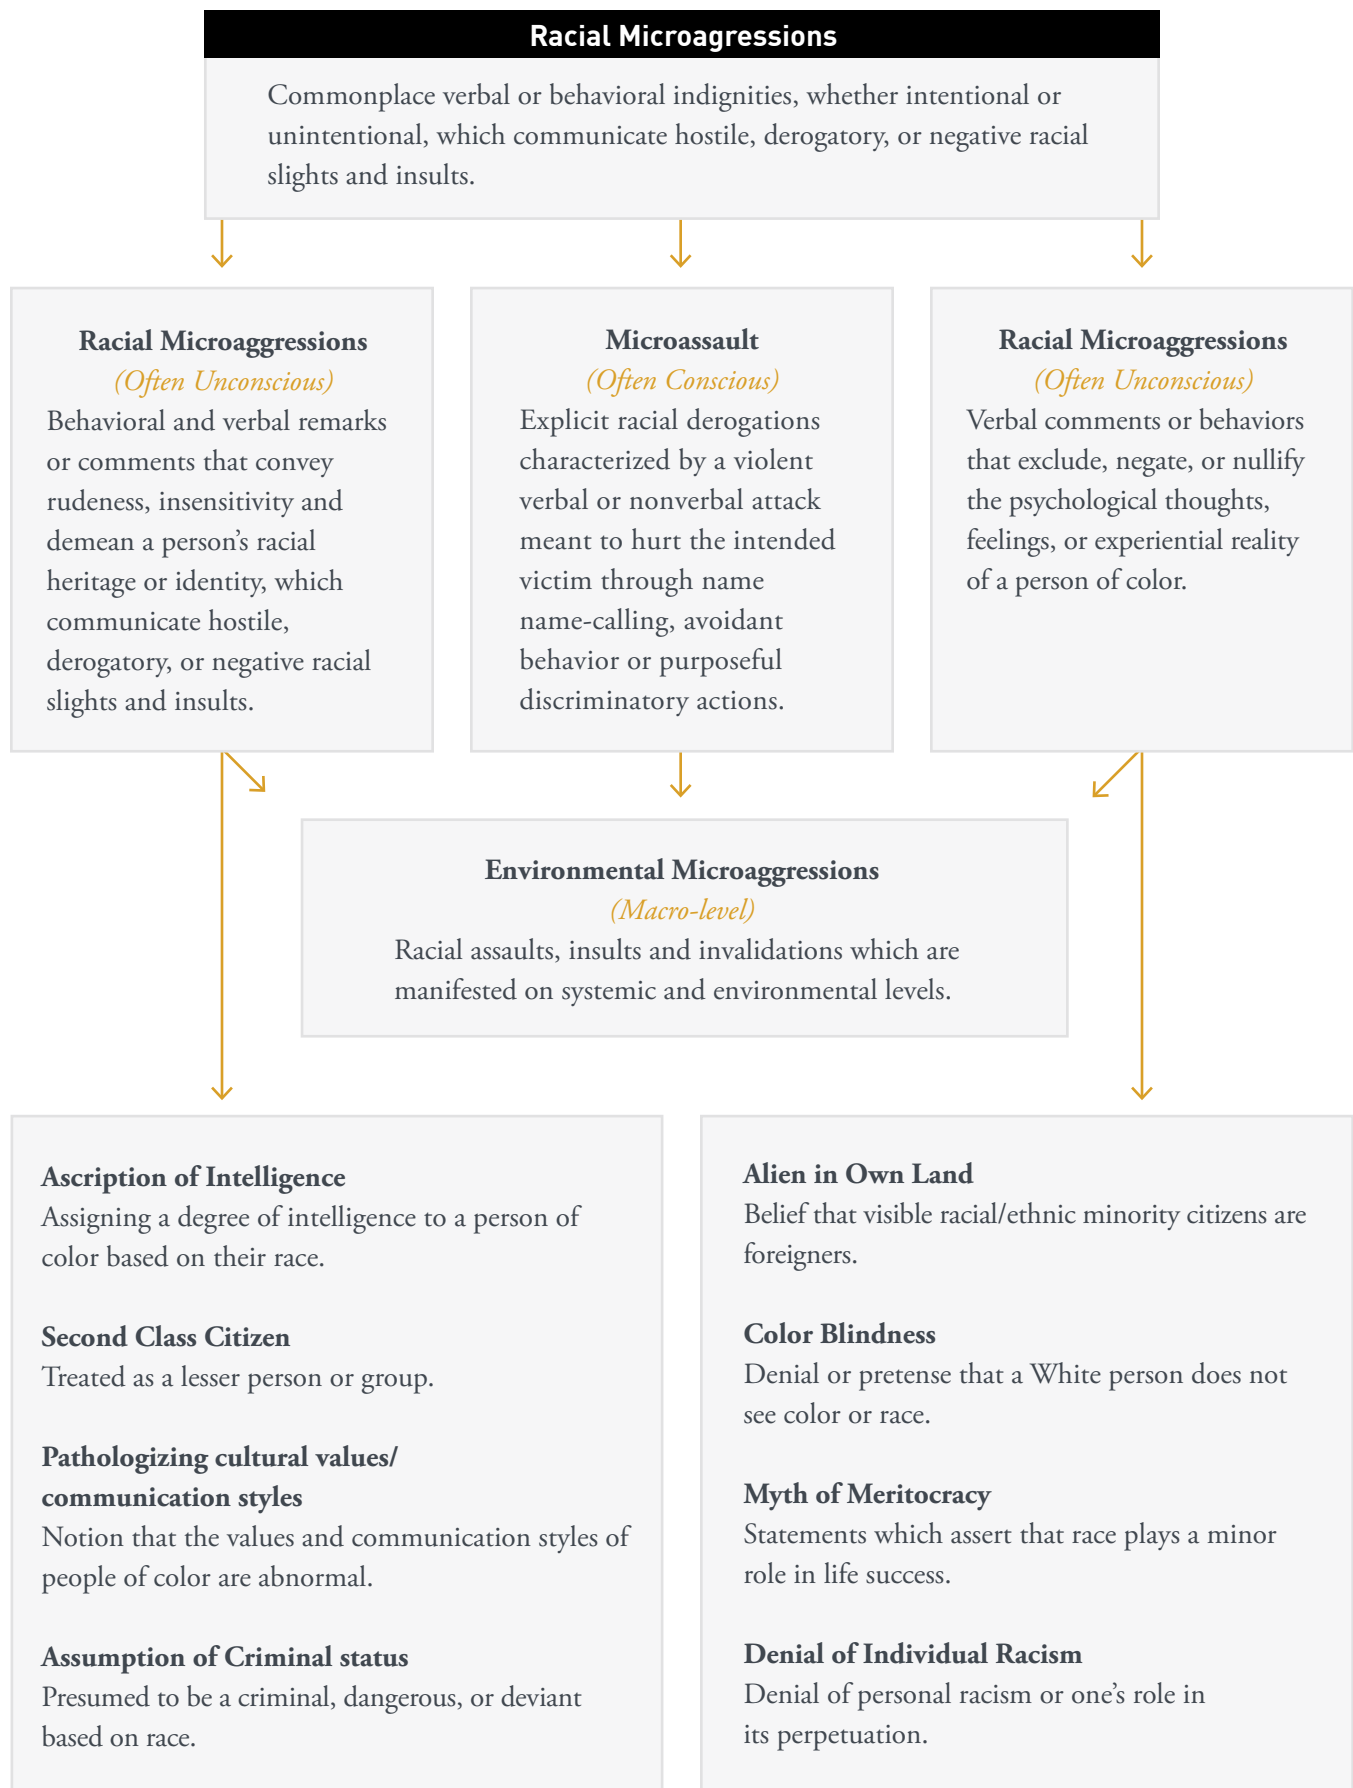 Racial Microagressions
Commonplace verbal or behavioral indignities, whether intentional or
unintentional, which communicate hostile, derogatory, or negative racial
slights and insults.
Racial Microaggressions
(Often Unconscious)
Behavioral and verbal remarks
or comments that convey
rudeness, insensitivity and
demean a person’s racial
heritage or identity, which
communicate hostile,
derogatory, or negative racial
slights and insults.
Microassault
(Often Conscious)
Explicit racial derogations
characterized by a violent
verbal or nonverbal attack
meant to hurt the intended
victim through name
name-calling, avoidant
behavior or purposeful
discriminatory actions.
Racial Microaggressions
(Often Unconscious)
Verbal comments or behaviors
that exclude, negate, or nullify
the psychological thoughts,
feelings, or experiential reality
of a person of color.
Environmental Microaggressions
(Macro-level)
Racial assaults, insults and invalidations which are
manifested on systemic and environmental levels.
Ascription of Intelligence
Assigning a degree of intelligence to a person of
color based on their race.
Second Class Citizen
Treated as a lesser person or group.
Pathologizing cultural values/
communication styles
Notion that the values and communication styles of
people of color are abnormal.
Assumption of Criminal status
Presumed to be a criminal, dangerous, or deviant
based on race.
Alien in Own Land
Belief that visible racial/ethnic minority citizens are
foreigners.
Color Blindness
Denial or pretense that a White person does not
see color or race.
Myth of Meritocracy
Statements which assert that race plays a minor
role in life success.
Denial of Individual Racism
Denial of personal racism or one’s role in
its perpetuation.